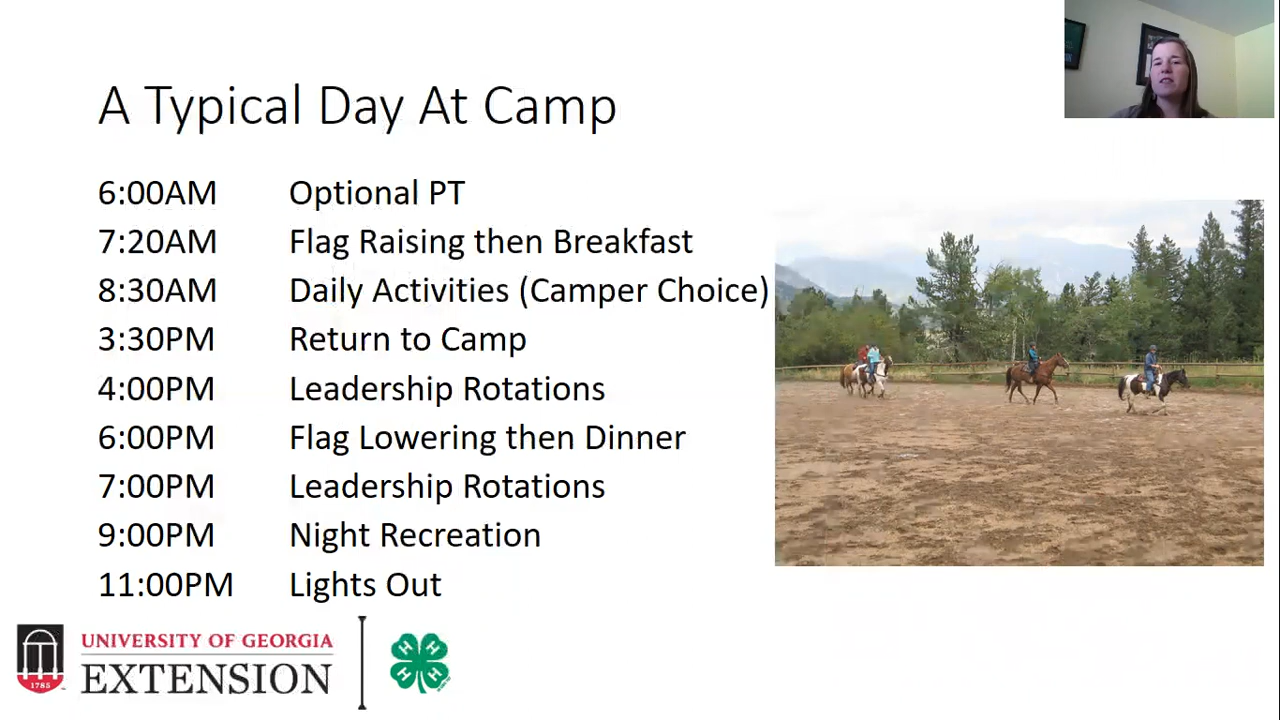 A Typical Day At Camp
6:00AM Optional PT
7:20AM Flag Raising then Breakfast
8:30AM Daily Activities (Camper Choice)
3:30PM Return to Camp
4:00PM Leadership Rotations
6:00PM Flag Lowering then Dinner
7:00PM Leadership Rotations
9:00PM Night Recreation
11:00PM Lights Out
1785
UNIVERSITY OF GEORGIA
EXTENSION
H H
H H